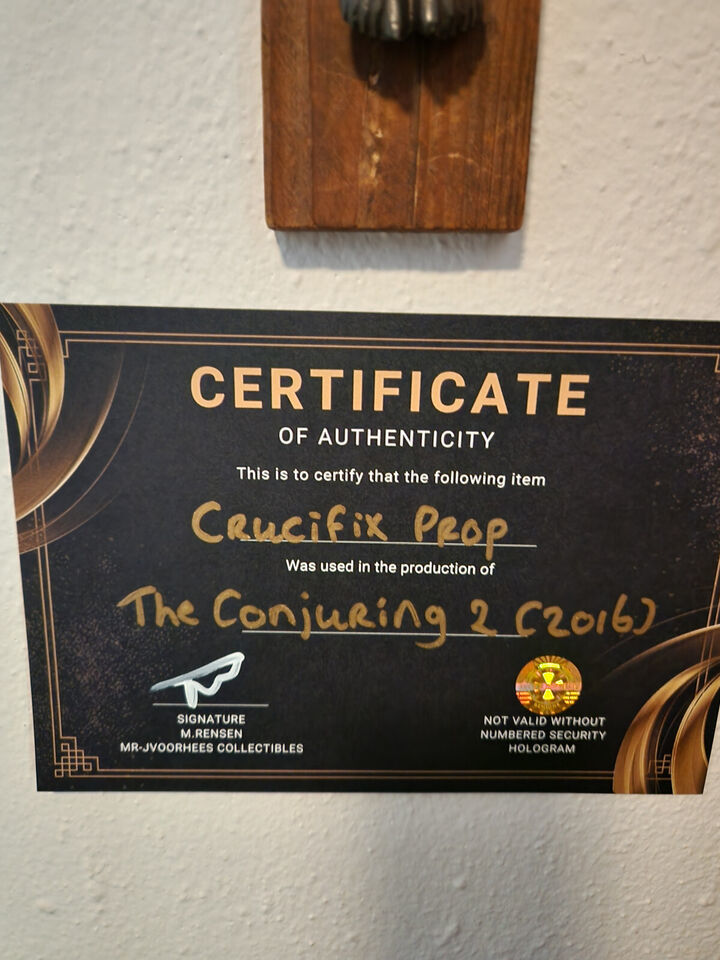 CERTIFICATE
OF AUTHENTICITY
This is to certify that the following item
Crucifix Prop
Was used in the production of
The Conjuring 2 (2016)
SIGNATURE
M.RENSEN
MR-JVOORHEES COLLECTIBLES
NOT VALID WITHOUT
NUMBERED SECURITY
HOLOGRAM